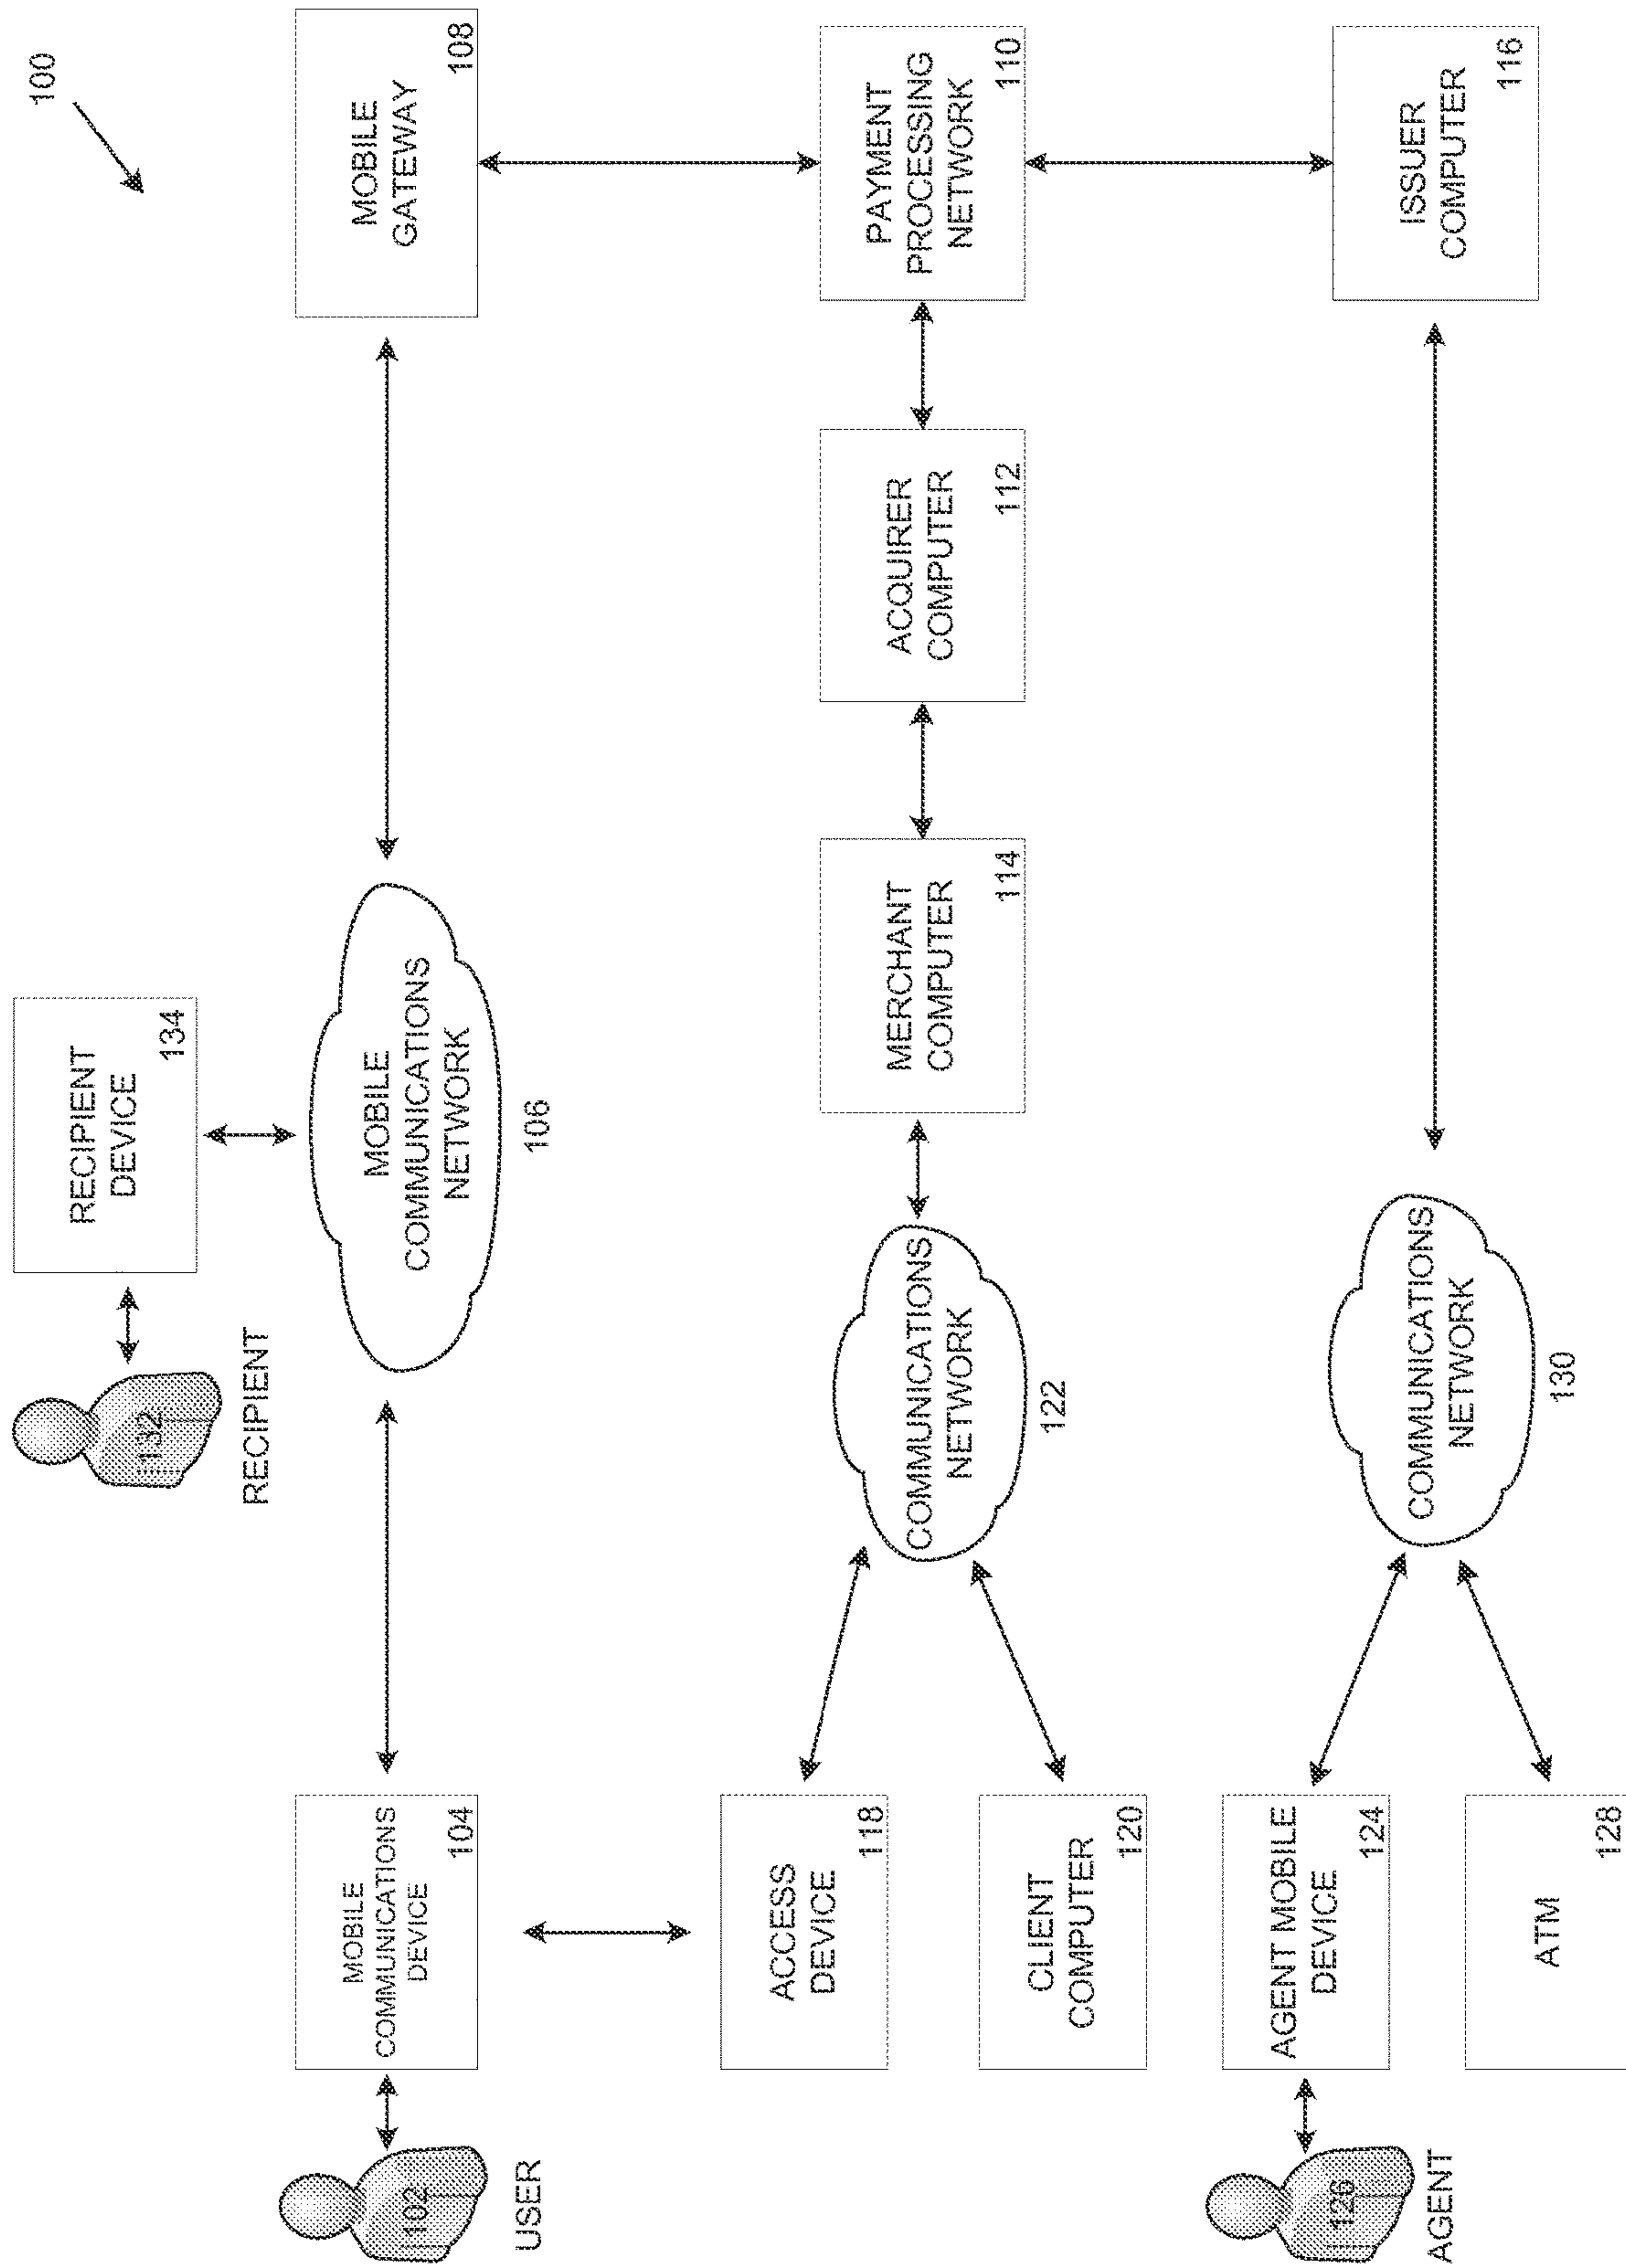 100
132
RECIPIENT
RECIPIENT
DEVICE
134
102
USER
MOBILE
COMMUNICATIONS
DEVICE
104
MOBILE
COMMUNICATIONS
NETWORK
106
MOBILE
GATEWAY
108
ACCESS
DEVICE
118
CLIENT
COMPUTER
120
COMMUNICATIONS
NETWORK
122
MERCHANT
COMPUTER
114
ACQUIRER
COMPUTER
112
PAYMENT
PROCESSING
NETWORK
110
126
AGENT
AGENT MOBILE
DEVICE
124
ATM
128
COMMUNICATIONS
NETWORK
130
ISSUER
COMPUTER
116